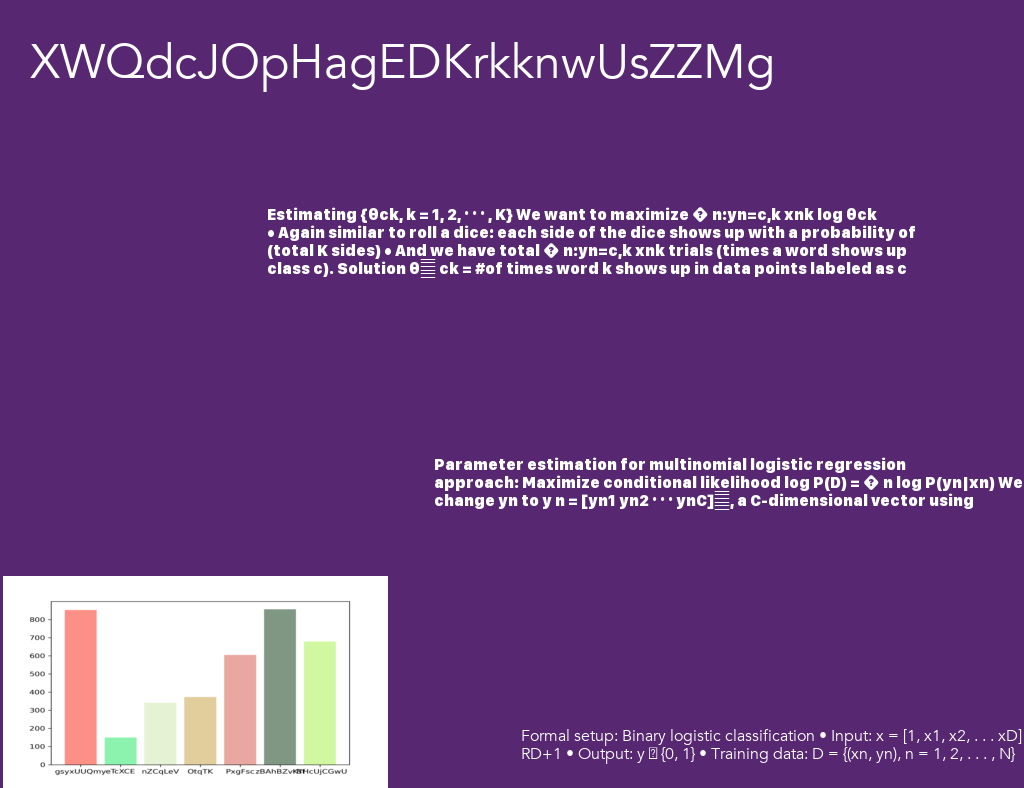 XWQdcJOpHagEDKrkknwUsZZMg
Estimating {θck, k = 1, 2, · · · , K} We want to maximize � n:yn=c,k xnk log θck
• Again similar to roll a dice: each side of the dice shows up with a probability of
(total K sides) • And we have total � n:yn=c,k xnk trials (times a word shows up
class c). Solution θ ck = #of times word k shows up in data points labeled as c
Parameter estimation for multinomial logistic regression
approach: Maximize conditional likelihood log P(D) = � n log P(yn|xn) We
change yn to y n = [yn1 yn2 · · · ynC] , a C-dimensional vector using
800
700
600
500
400
300
200
100
0
nZCqLeV OtqTK
Formal setup: Binary logistic classification • Input: x = [1, x1, x2, . . . xD]
RD+1 • Output: y {0, 1} • Training data: D = {(xn, yn), n = 1, 2, . . . , N}